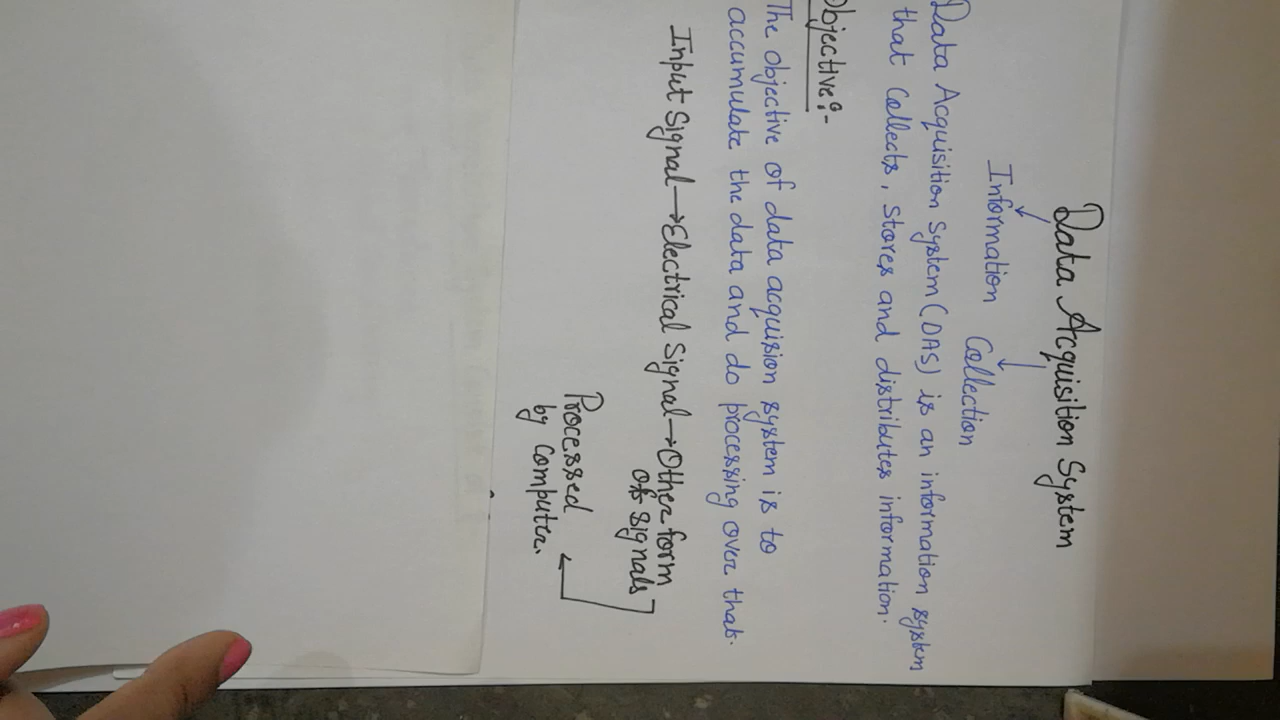 Data Acquisition System
Information Collection
Data Acquisition System (DAS) is an information system
that Collects, Stores and distributes information.
Objective:-
The objective of data acquision system is to
accumulate the data and do processing over that.
Input Signal→Electrical Signal→Other form
of signals
Processed
by Computer.